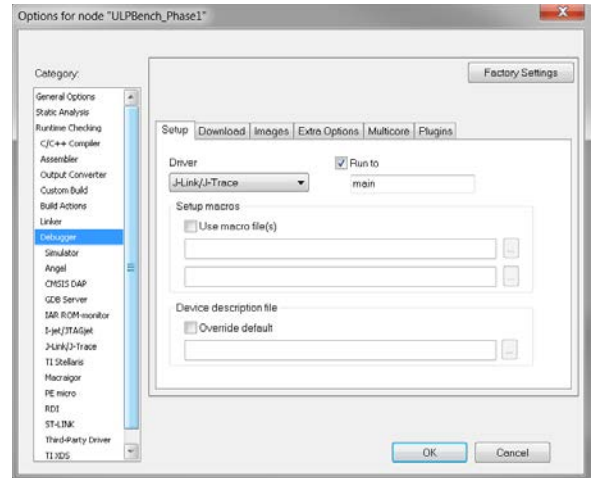 Options for node "ULPBench_Phase1"
Category:
Factory Settings
General Options
Static Analysis
Runtime Checking
C/C++ Compiler
Assembler
Output Converter
Custom Build
Build Actions
Linker
Debugger
Simulator
Angel
CMSIS DAP
GDB Server
IAR ROM-monitor
I-jet/JTAGjet
J-Link/J-Trace
TI Stellaris
Macraigor
PE micro
RDI
ST-LINK
Third-Party Driver
TI XDS
Setup Download Images Extra Options Multicore Plugins
Driver
Run to
J-Link/J-Trace
main
Setup macros
Use macro file(s)
...
...
Device description file
Override default
...
OK Cancel